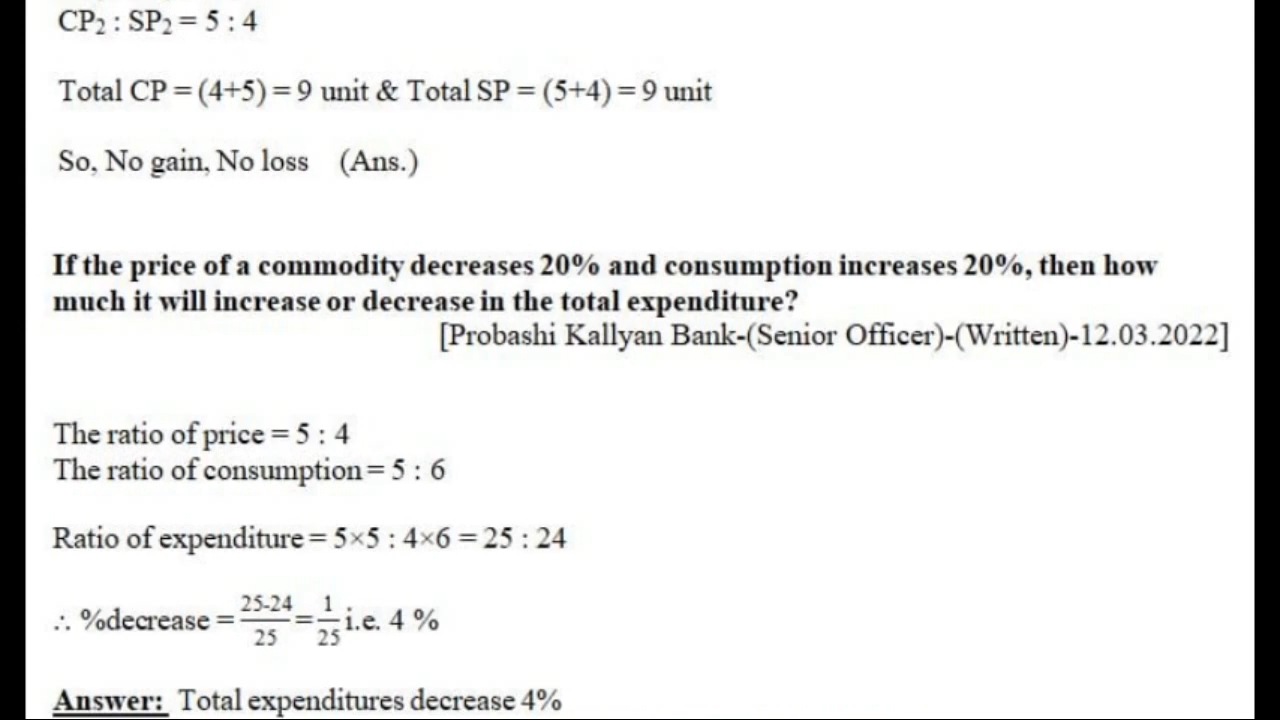 CP₂ : SP₂ = 5 : 4
Total CP = (4+5) = 9 unit & Total SP = (5+4) = 9 unit
So, No gain, No loss (Ans.)
If the price of a commodity decreases 20% and consumption increases 20%, then how
much it will increase or decrease in the total expenditure?
[Probashi Kallyan Bank-(Senior Officer)-(Written)-12.03.2022]
The ratio of price = 5 : 4
The ratio of consumption = 5 : 6
Ratio of expenditure = 5×5 : 4×6 = 25 : 24
∴ %decrease = 25-24/25 = 1/25 i.e. 4 %
Answer: Total expenditures decrease 4%